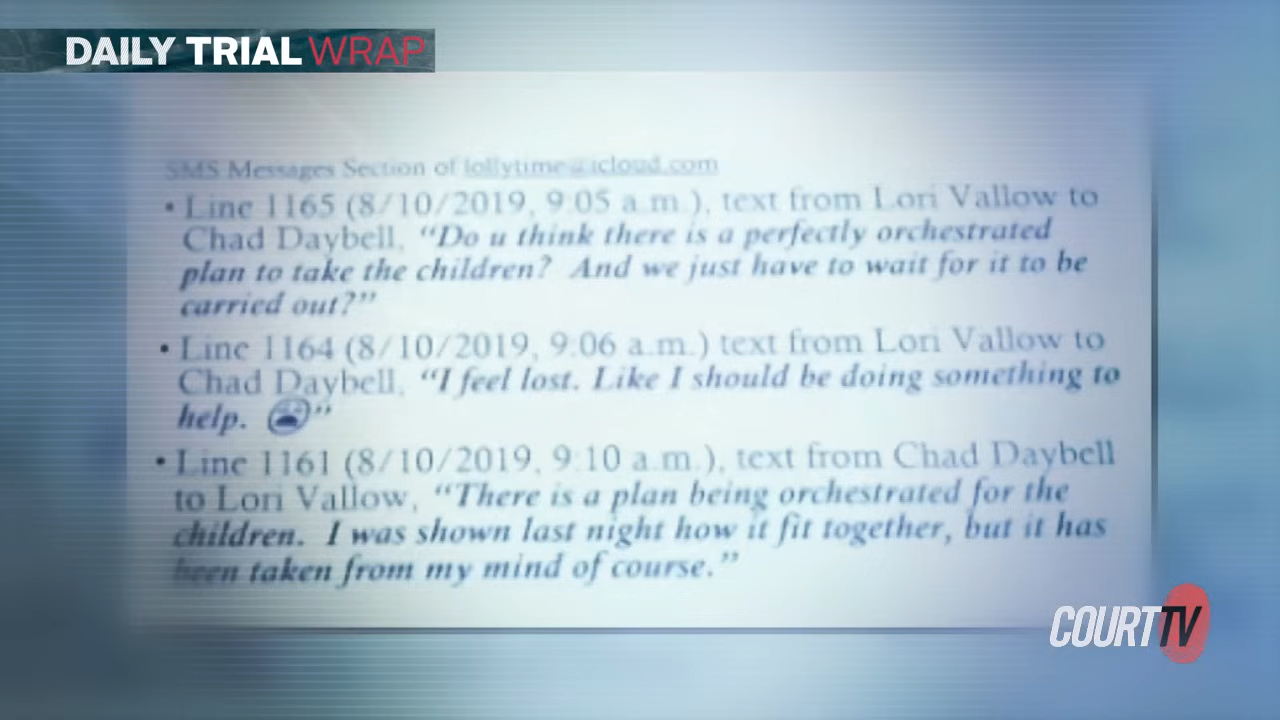 DAILY TRIAL WRAP
SMS Messages Section of lollytime@icloud.com
• Line 1165 (8/10/2019, 9:05 a.m.), text from Lori Vallow to
Chad Daybell, “Do u think there is a perfectly orchestrated
plan to take the children? And we just have to wait for it to be
carried out?”
• Line 1164 (8/10/2019, 9:06 a.m.) text from Lori Vallow to
Chad Daybell, “I feel lost. Like I should be doing something to
help. ”
• Line 1161 (8/10/2019, 9:10 a.m.), text from Chad Daybell
to Lori Vallow, “There is a plan being orchestrated for the
children. I was shown last night how it fit together, but it has
been taken from my mind of course.”
COURT TV